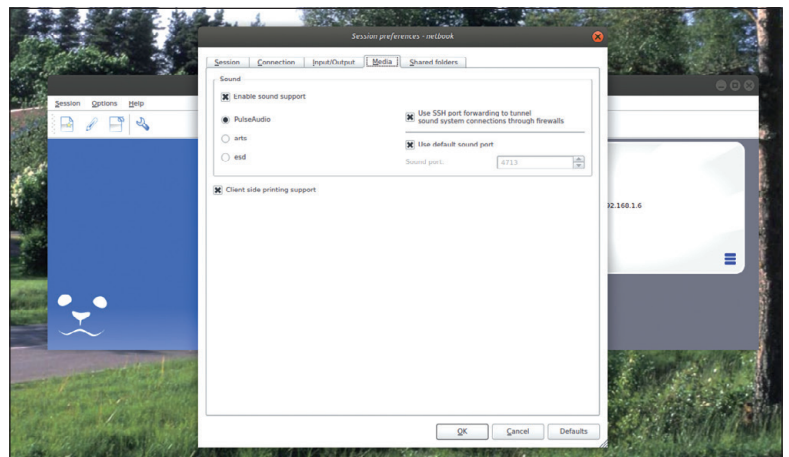 Session preferences - netbook
Session Connection Input/Output Media Shared folders
Session Options Help
Sound
Enable sound support
PulseAudio
arts
esd
Use SSH port forwarding to tunnel
sound system connections through firewalls
Use default sound port
Sound port: 4713
Client side printing support
92.168.1.6
OK Cancel Defaults